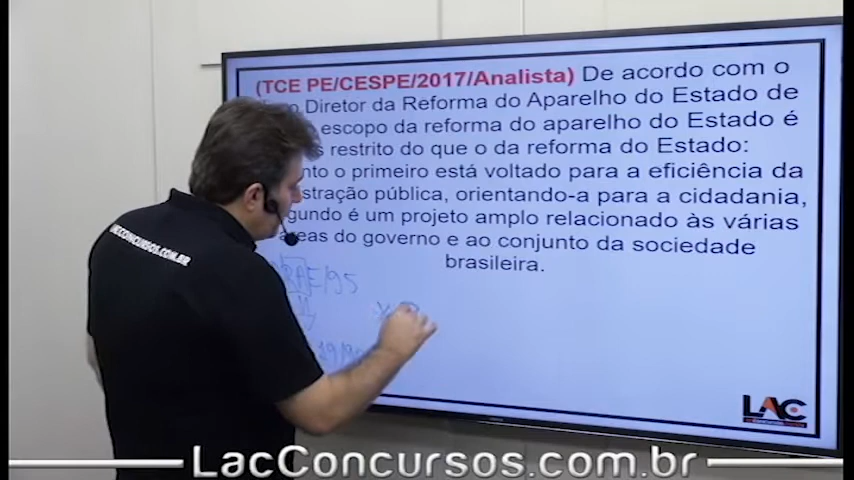 (TCE PE/CESPE/2017/Analista) De acordo com o
Diretor da Reforma do Aparelho do Estado de
escopo da reforma do aparelho do Estado é
restrito do que o da reforma do Estado:
o primeiro está voltado para a eficiência da
pública, orientando-a para a cidadania,
é um projeto amplo relacionado às várias
do governo e ao conjunto da sociedade
brasileira.
LACCONCURSOS.COM.BR
LAC
LacConcursos.com.br